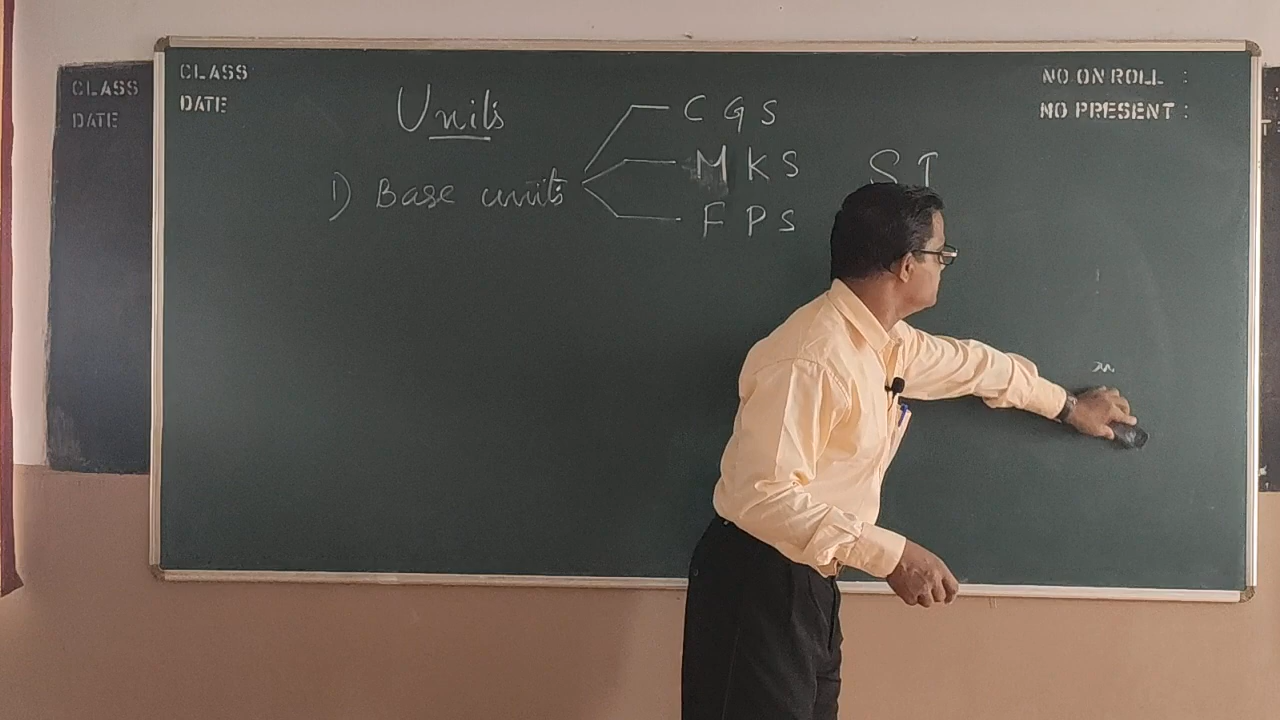 CLASS
DATE
CLASS
DATE
NO ON ROLL :
NO PRESENT :
Units
1) Base units
C G S
M K S
F P S
S I